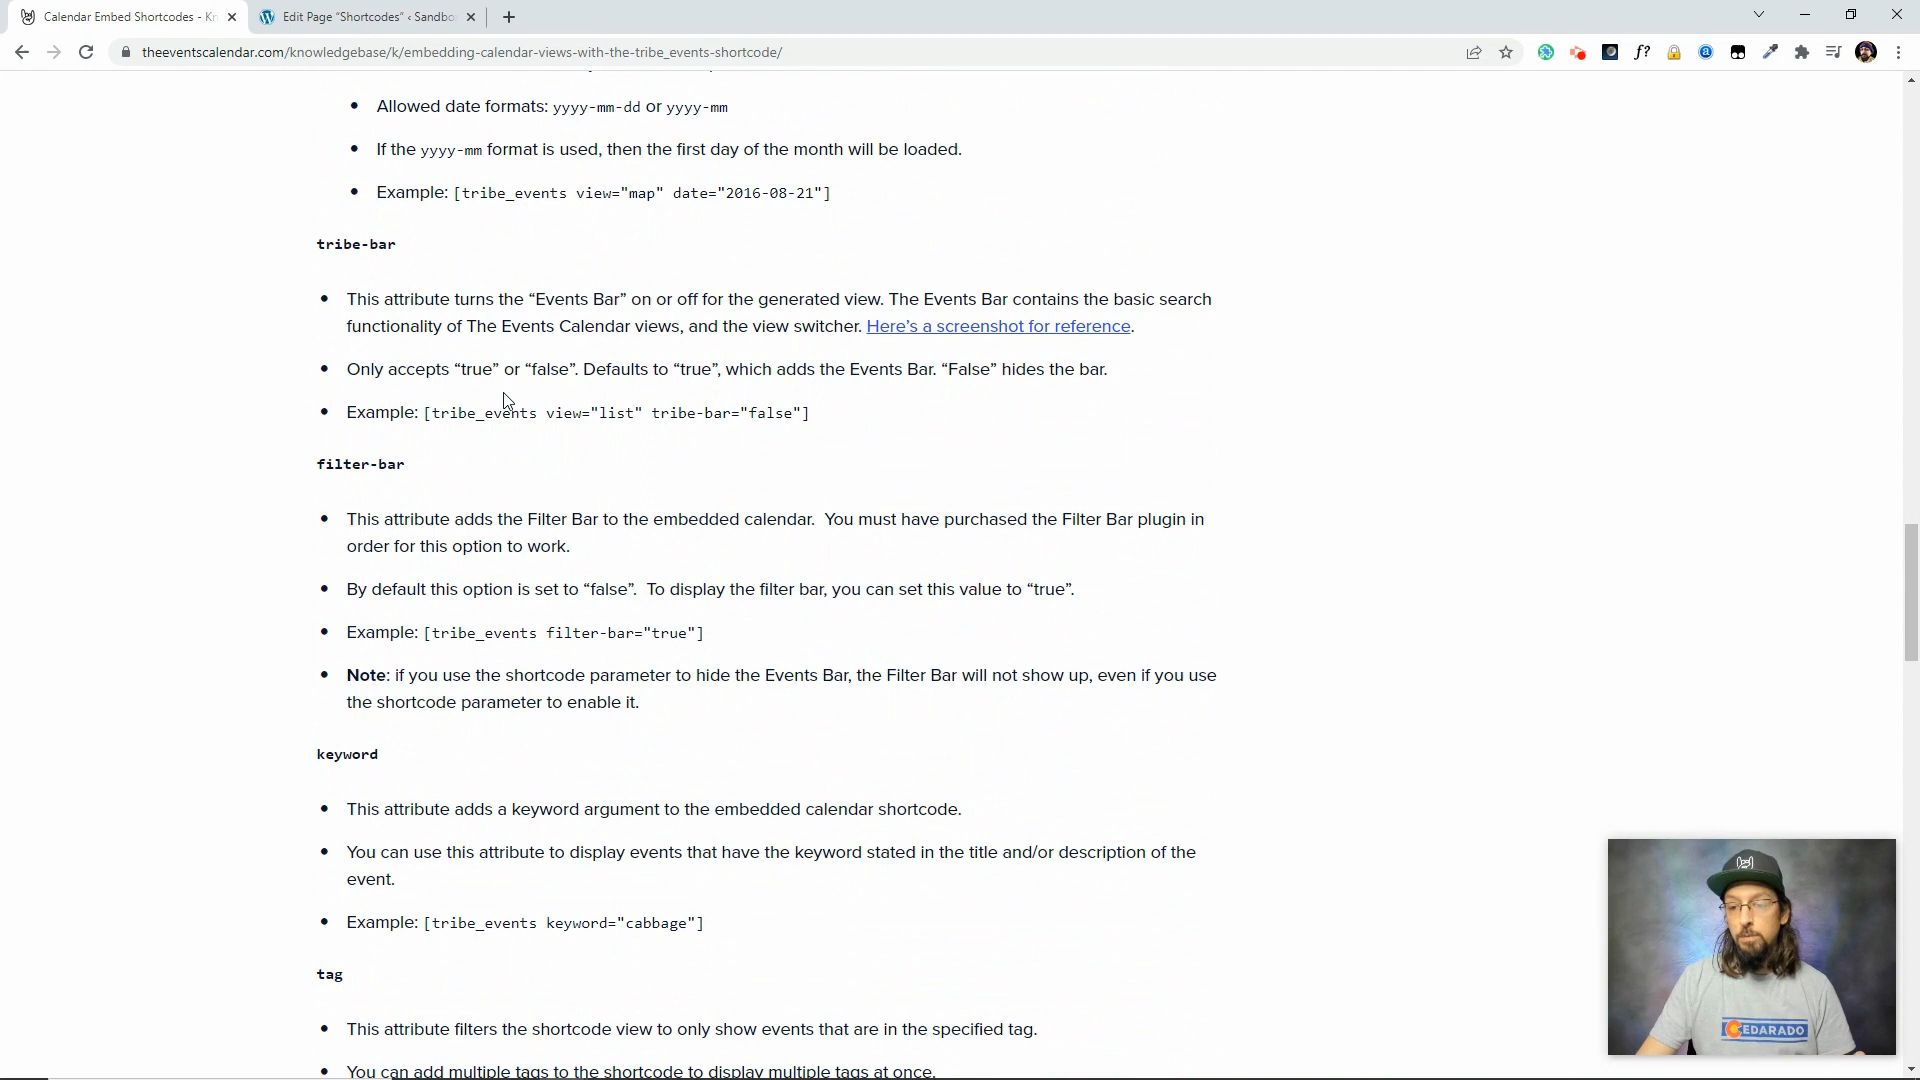 Calendar Embed Shortcodes - Kn
Edit Page "Shortcodes" ‹ Sandbo
theeventscalendar.com/knowledgebase/k/embedding-calendar-views-with-the-tribe_events-shortcode/
Allowed date formats: yyyy-mm-dd or yyyy-mm
If the yyyy-mm format is used, then the first day of the month will be loaded.
Example: [tribe_events view="map" date="2016-08-21"]
tribe-bar
This attribute turns the “Events Bar” on or off for the generated view. The Events Bar contains the basic search
functionality of The Events Calendar views, and the view switcher. Here’s a screenshot for reference.
Only accepts “true” or “false”. Defaults to “true”, which adds the Events Bar. “False” hides the bar.
Example: [tribe_events view="list" tribe-bar="false"]
filter-bar
This attribute adds the Filter Bar to the embedded calendar.  You must have purchased the Filter Bar plugin in
order for this option to work.
By default this option is set to “false”.  To display the filter bar, you can set this value to “true”.
Example: [tribe_events filter-bar="true"]
Note: if you use the shortcode parameter to hide the Events Bar, the Filter Bar will not show up, even if you use
the shortcode parameter to enable it.
keyword
This attribute adds a keyword argument to the embedded calendar shortcode.
You can use this attribute to display events that have the keyword stated in the title and/or description of the
event.
Example: [tribe_events keyword="cabbage"]
tag
This attribute filters the shortcode view to only show events that are in the specified tag.
You can add multiple tags to the shortcode to display multiple tags at once.
CEDARADO